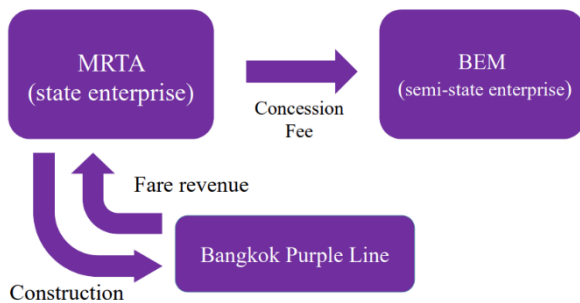 MRTA
(state enterprise)
BEM
(semi-state enterprise)
Concession
Fee
Fare revenue
Bangkok Purple Line
Construction